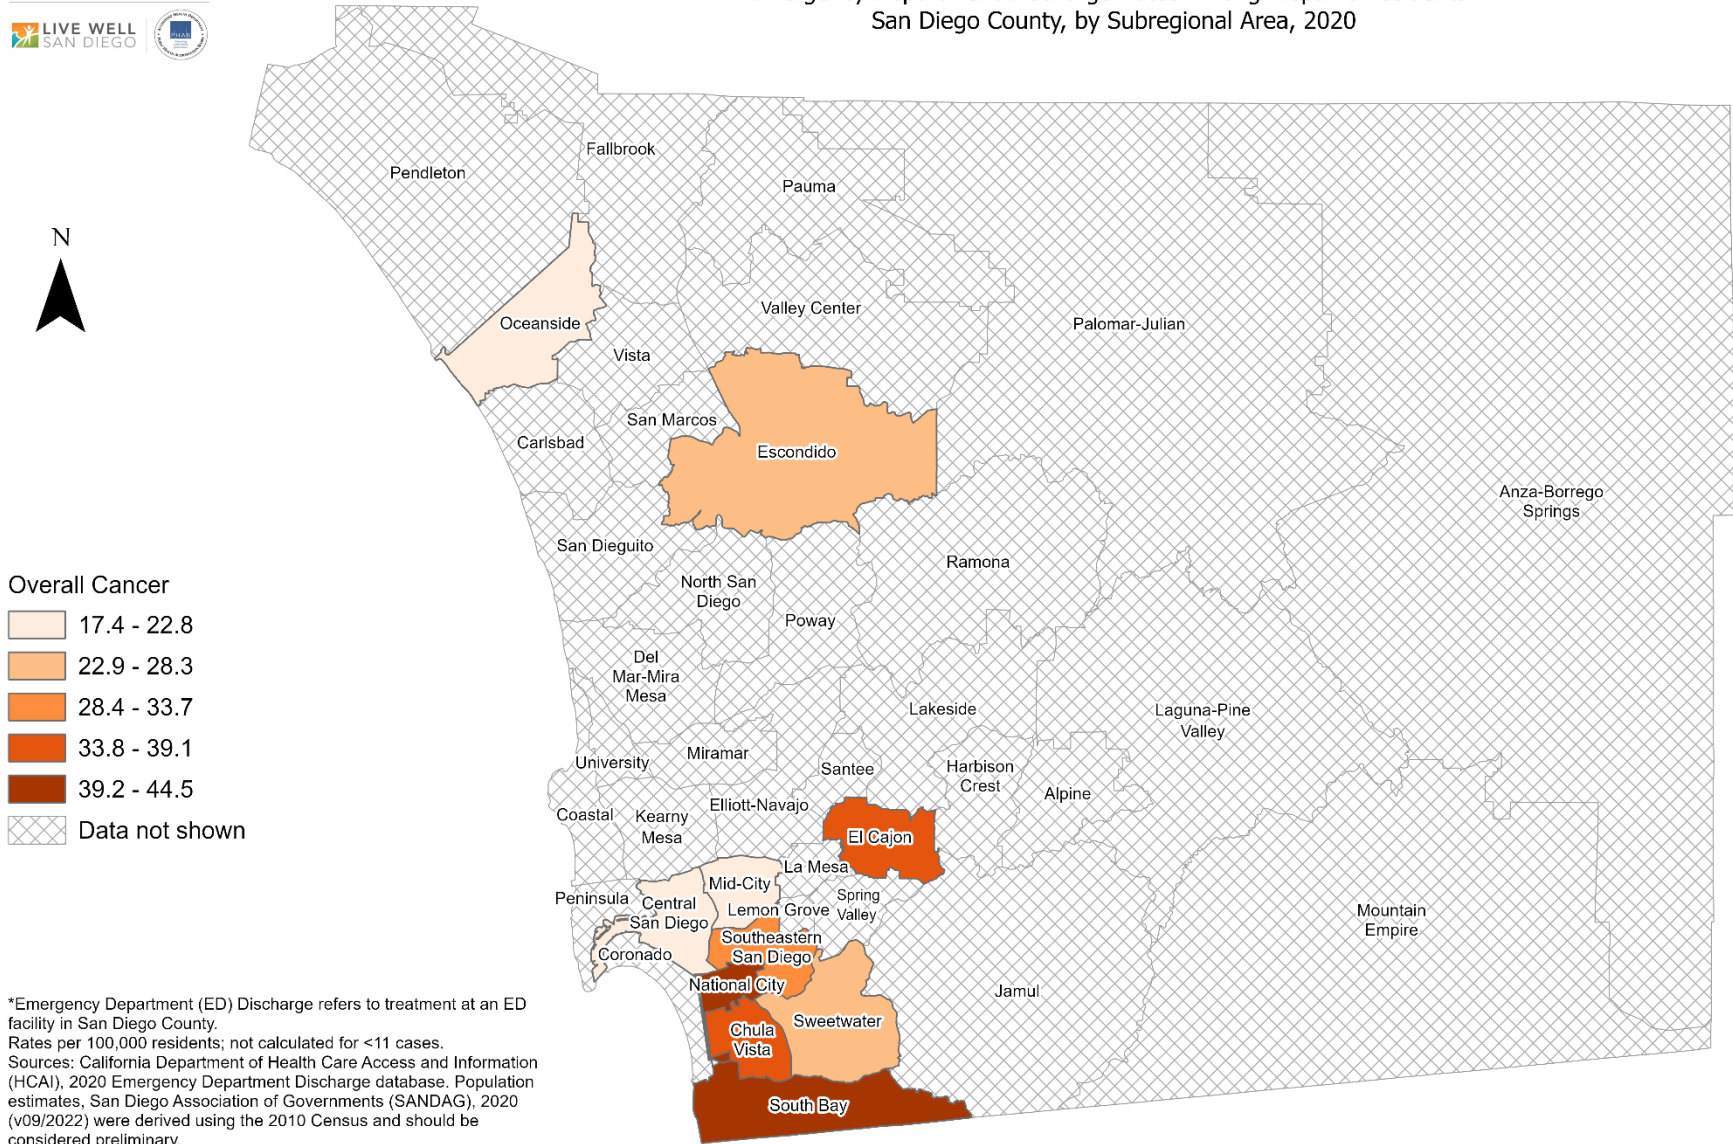 San Diego County, by Subregional Area, 2020
LIVE WELL
SAN DIEGO
PHAB
N
Pendleton
Fallbrook
Pauma
Oceanside
Valley Center
Palomar-Julian
Vista
San Marcos
Carlsbad
Escondido
Anza-Borrego
Springs
San Dieguito
Ramona
North San
Diego
Poway
Del
Mar-Mira
Mesa
Lakeside
Laguna-Pine
Valley
Miramar
University
Santee
Harbison
Crest
Alpine
Coastal
Kearny
Mesa
Elliott-Navajo
El Cajon
La Mesa
Mid-City
Peninsula
Central
San Diego
Lemon Grove
Spring
Valley
Mountain
Empire
Coronado
Southeastern
San Diego
National City
Jamul
Chula
Vista
Sweetwater
South Bay
Overall Cancer
17.4 - 22.8
22.9 - 28.3
28.4 - 33.7
33.8 - 39.1
39.2 - 44.5
Data not shown
*Emergency Department (ED) Discharge refers to treatment at an ED
facility in San Diego County.
Rates per 100,000 residents; not calculated for <11 cases.
Sources: California Department of Health Care Access and Information
(HCAI), 2020 Emergency Department Discharge database. Population
estimates, San Diego Association of Governments (SANDAG), 2020
(v09/2022) were derived using the 2010 Census and should be
considered preliminary.